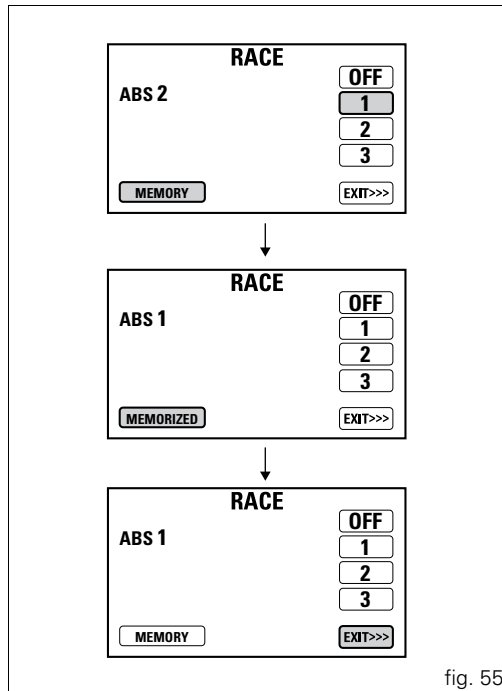 RACE
ABS 2
OFF
1
2
3
MEMORY
EXIT>>>
RACE
ABS 1
OFF
1
2
3
MEMORIZED
EXIT>>>
RACE
ABS 1
OFF
1
2
3
MEMORY
EXIT>>>
fig. 55